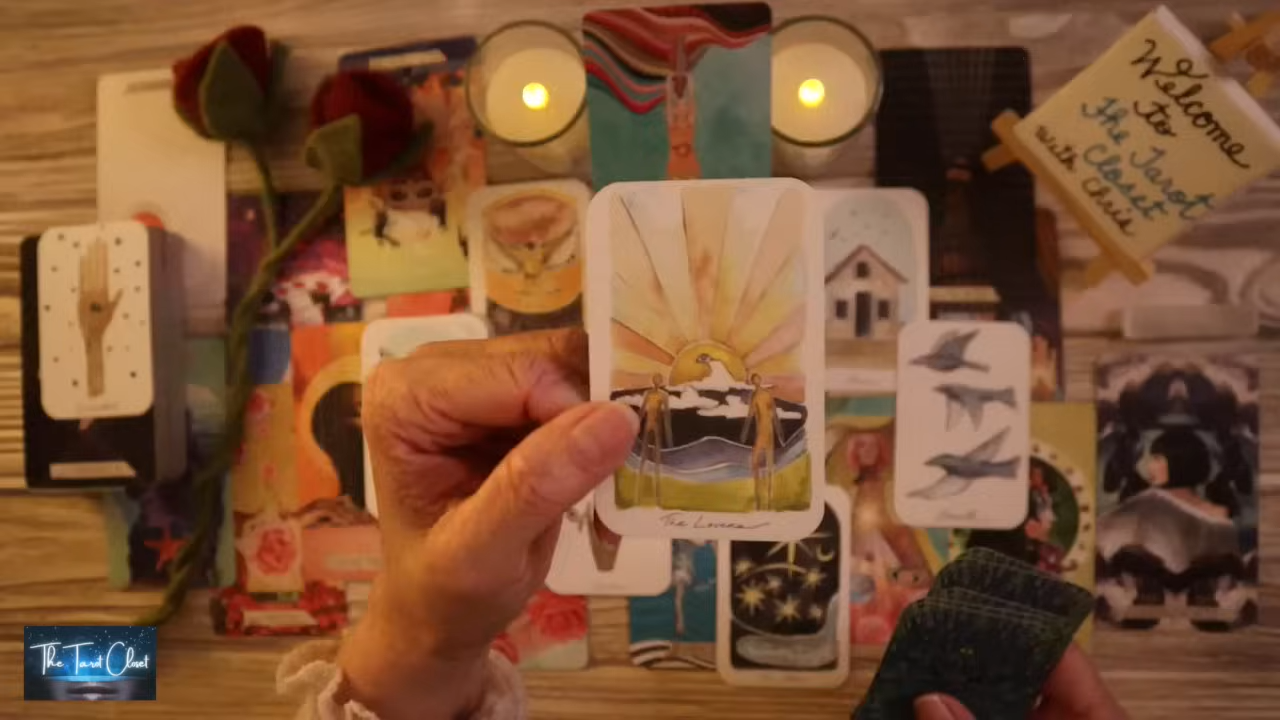 Welcome
to
The Tarot
Closet
with Chris
The Lovers
The Tarot Closet